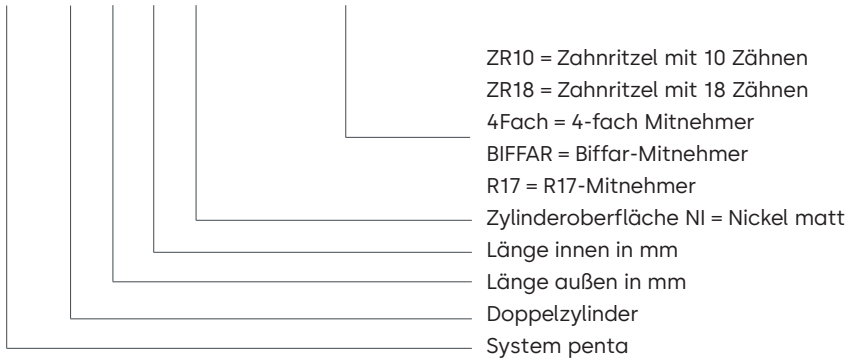 ZR10 = Zahnritzel mit 10 Zähnen
ZR18 = Zahnritzel mit 18 Zähnen
4Fach = 4-fach Mitnehmer
BIFFAR = Biffar-Mitnehmer
R17 = R17-Mitnehmer
Zylinderoberfläche NI = Nickel matt
Länge innen in mm
Länge außen in mm
Doppelzylinder
System penta